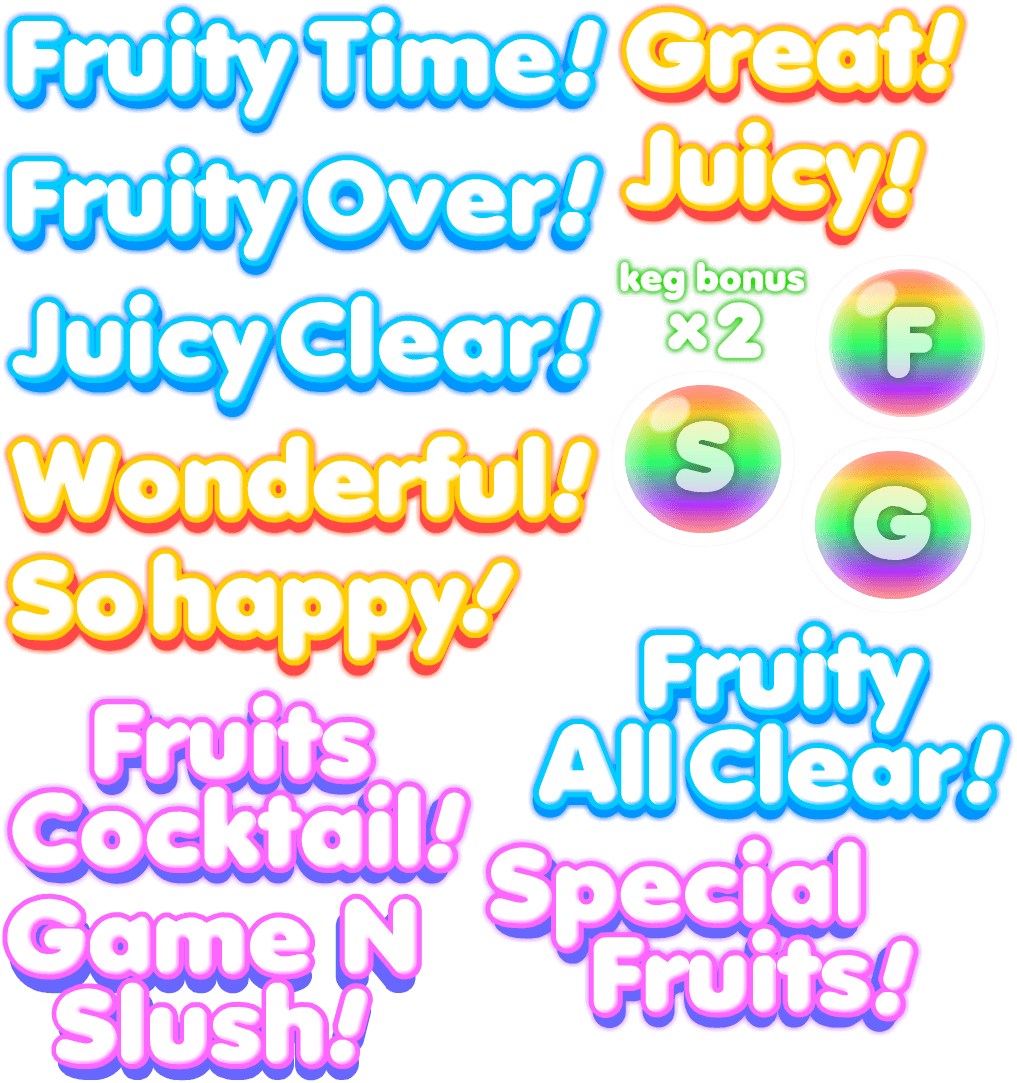 Fruity Time!
Great!
Juicy!
Fruity Over!
keg bonus
×2
F
Juicy Clear!
S
Wonderful!
G
So happy!
Fruity
All Clear!
Fruits
Cocktail!
Special
Fruits!
Game N
Slush!